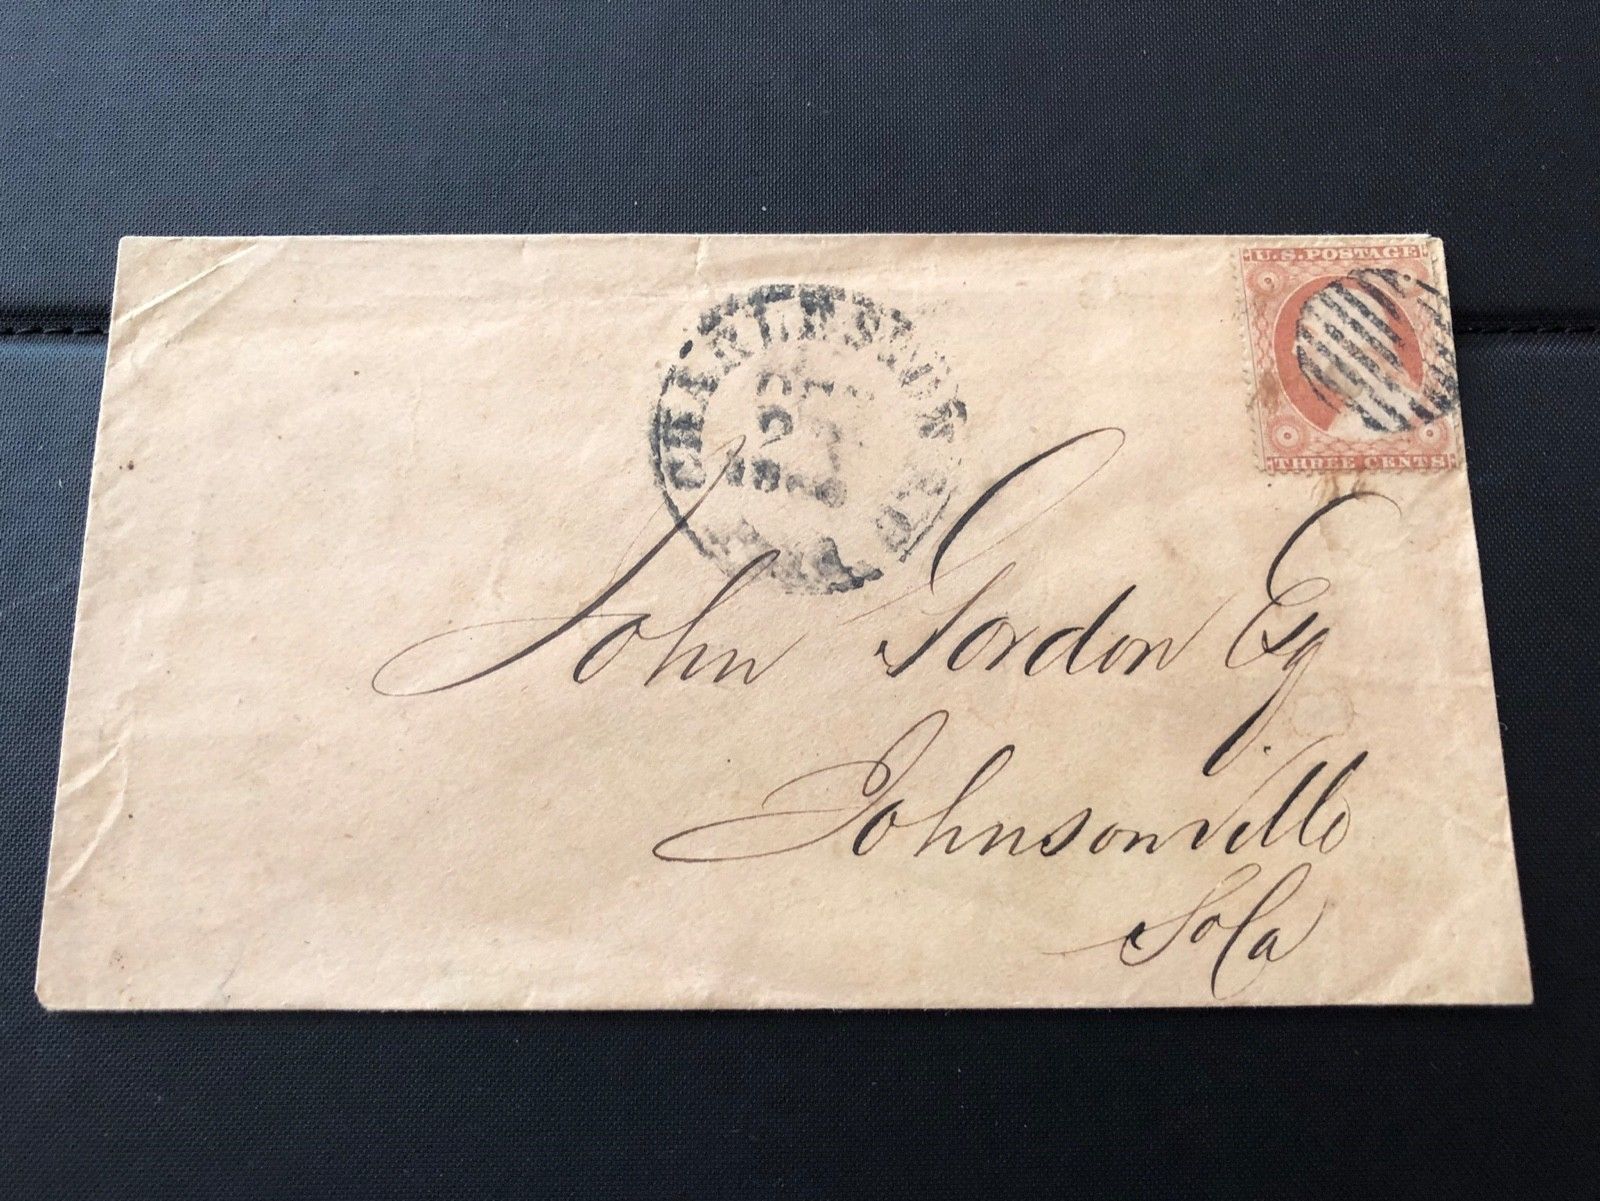 U.S. POSTAGE
THREE CENTS
CHARLESTON
John Gordon Esq
Johnsonville
So Ca